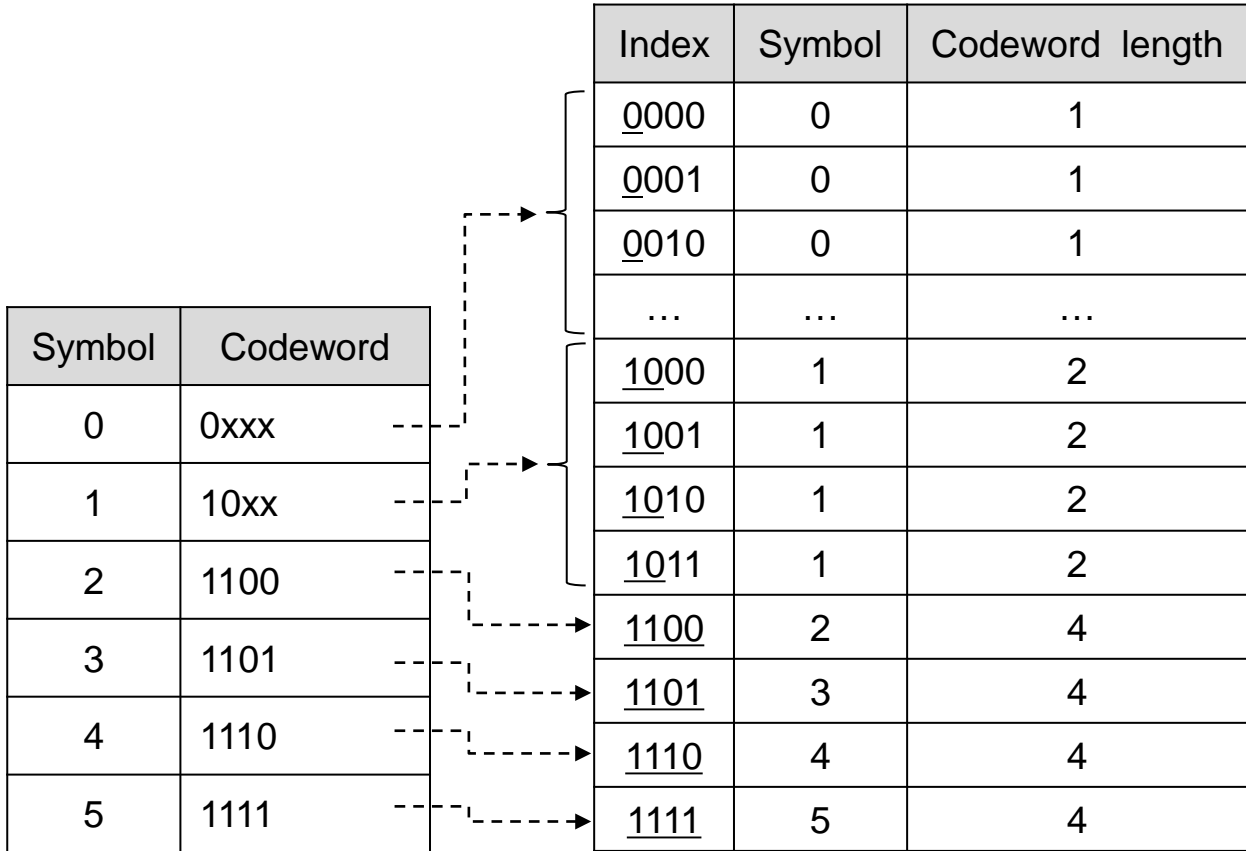 Symbol Codeword
0 0xxx
1 10xx
2 1100
3 1101
4 1110
5 1111
Index Symbol Codeword length
0000 0 1
0001 0 1
0010 0 1
… … …
1000 1 2
1001 1 2
1010 1 2
1011 1 2
1100 2 4
1101 3 4
1110 4 4
1111 5 4